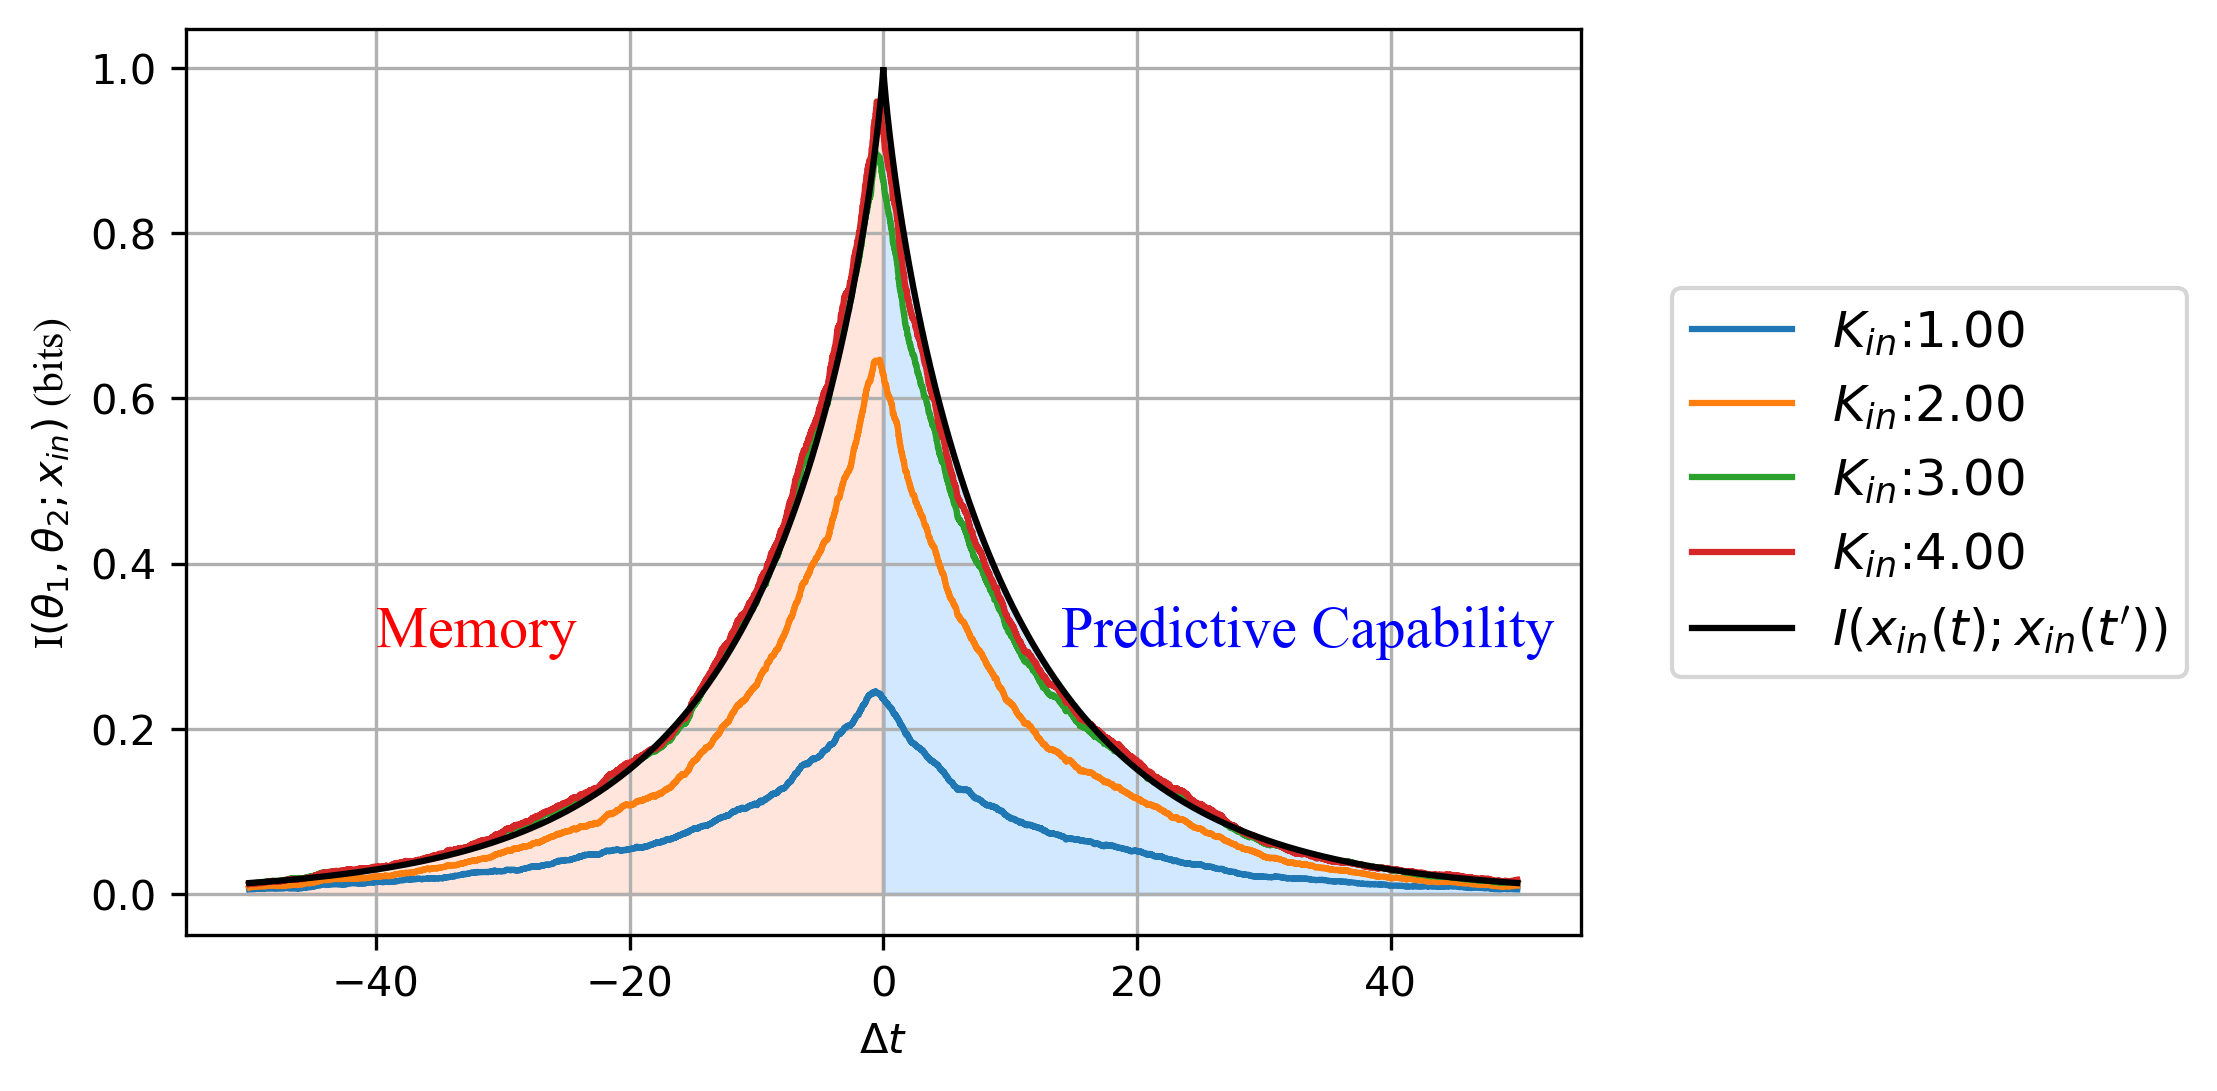 I(θ₁, θ₂; xᵢₙ) (bits)
1.0
0.8
0.6
0.4
0.2
0.0
−40
−20
0
20
40
Δt
Memory
Predictive Capability
Kᵢₙ:1.00
Kᵢₙ:2.00
Kᵢₙ:3.00
Kᵢₙ:4.00
I(xᵢₙ(t); xᵢₙ(t′))